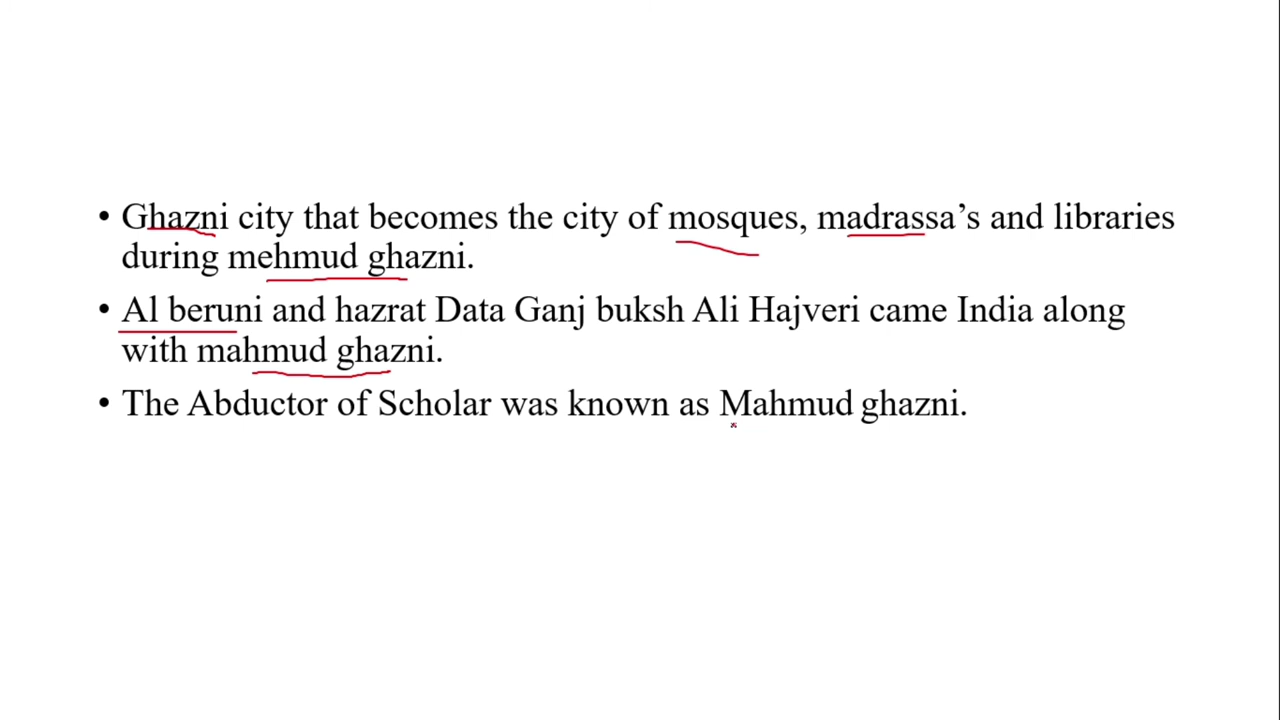 • Ghazni city that becomes the city of mosques, madrassa’s and libraries
during mehmud ghazni.
• Al beruni and hazrat Data Ganj buksh Ali Hajveri came India along
with mahmud ghazni.
• The Abductor of Scholar was known as Mahmud ghazni.